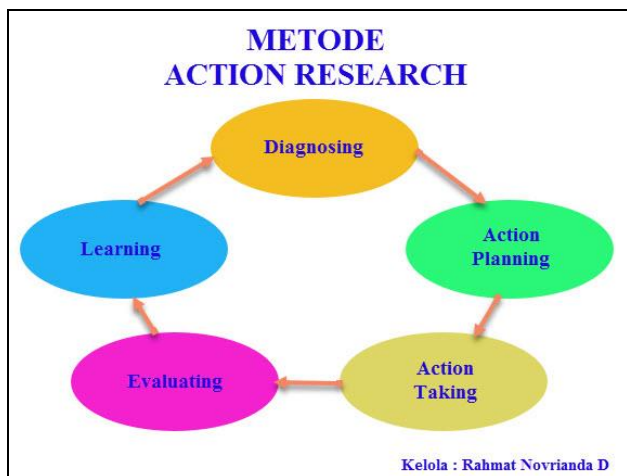 METODE
ACTION RESEARCH
Diagnosing
Action
Planning
Action
Taking
Evaluating
Learning
Kelola : Rahmat Novrianda D